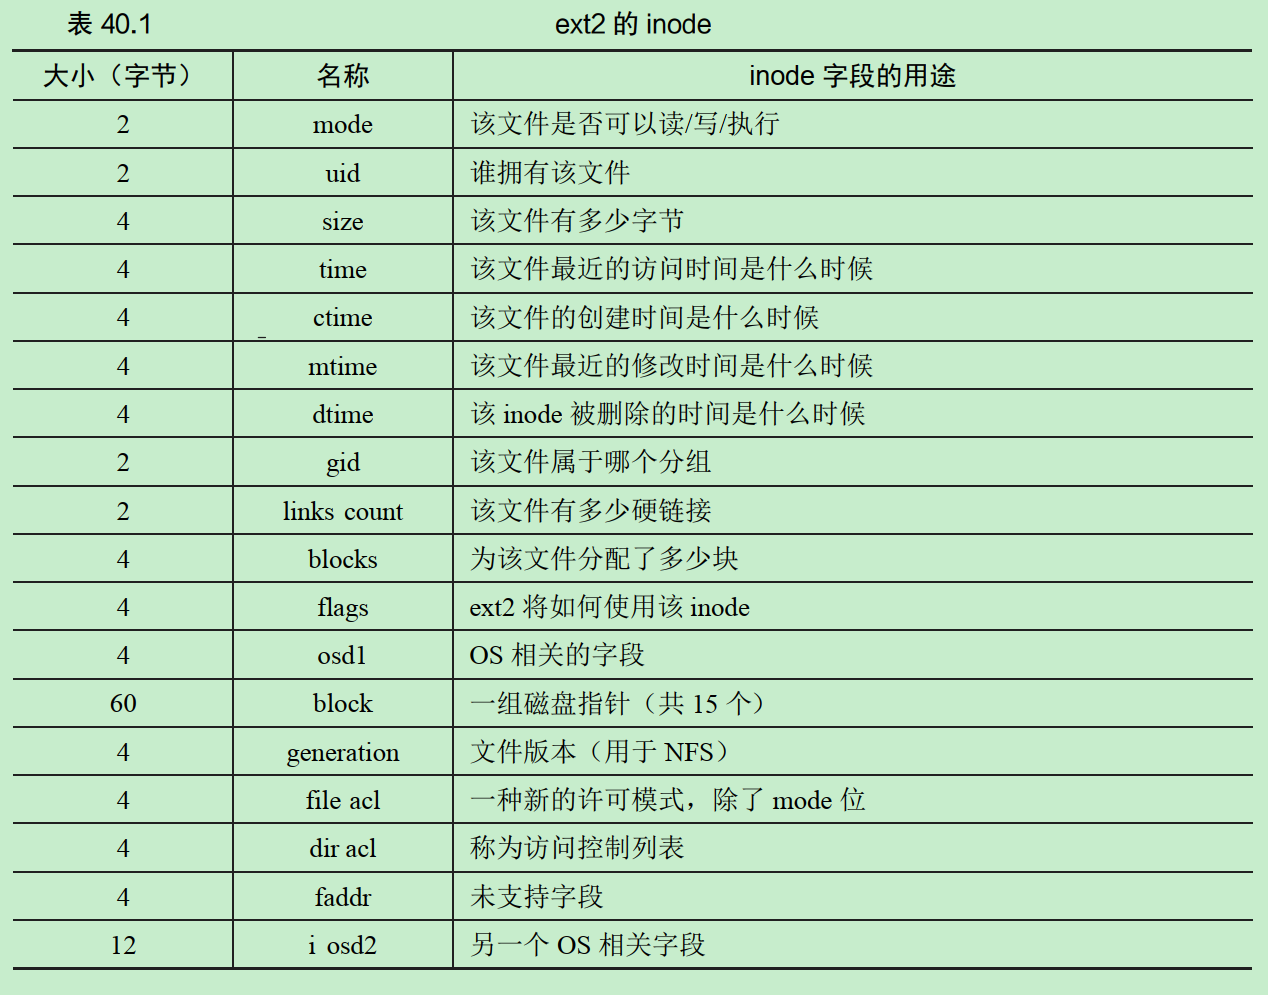 表 40.1 ext2 的 inode
大小（字节） 名称 inode 字段的用途
2 mode 该文件是否可以读/写/执行
2 uid 谁拥有该文件
4 size 该文件有多少字节
4 time 该文件最近的访问时间是什么时候
4 ctime 该文件的创建时间是什么时候
4 mtime 该文件最近的修改时间是什么时候
4 dtime 该 inode 被删除的时间是什么时候
2 gid 该文件属于哪个分组
2 links count 该文件有多少硬链接
4 blocks 为该文件分配了多少块
4 flags ext2 将如何使用该 inode
4 osd1 OS 相关的字段
60 block 一组磁盘指针（共 15 个）
4 generation 文件版本（用于 NFS）
4 file acl 一种新的许可模式，除了 mode 位
4 dir acl 称为访问控制列表
4 faddr 未支持字段
12 i osd2 另一个 OS 相关字段